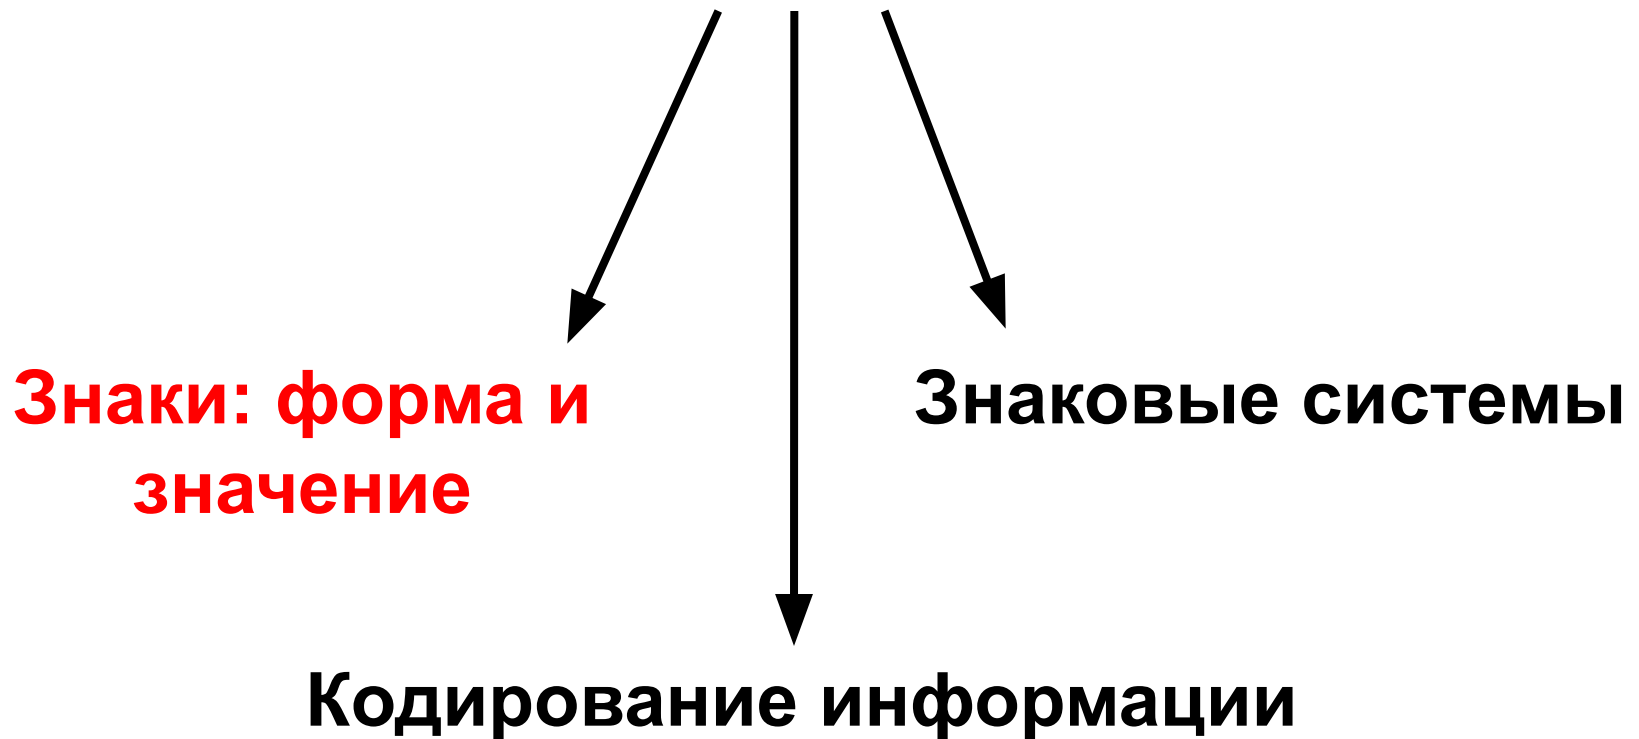 Знаки: форма и
значение
Знаковые системы
Кодирование информации